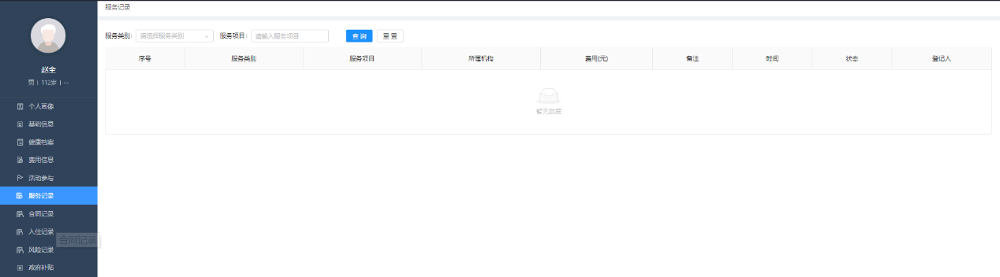 服务记录
赵全
男 | 112岁 | --
个人画像
基础信息
健康档案
费用信息
活动参与
服务记录
合同记录
入住记录
合同记录
风险记录
政府补贴
服务类别: 请选择服务类别 服务项目: 请输入服务项目 查 询 重 置
序号 服务类别 服务项目 所属机构 费用(元) 备注 时间 状态 登记人
暂无数据